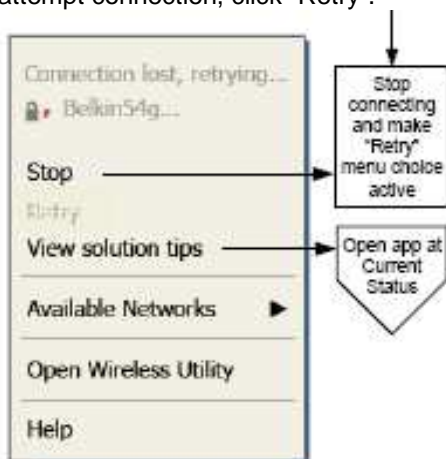 attempt connection, click "Retry".
Connection lost, retrying...
Belkin54g...
Stop
Retry
View solution tips
Available Networks
Open Wireless Utility
Help
Stop
connecting
and make
"Retry"
menu choice
active
Open app at
Current
Status